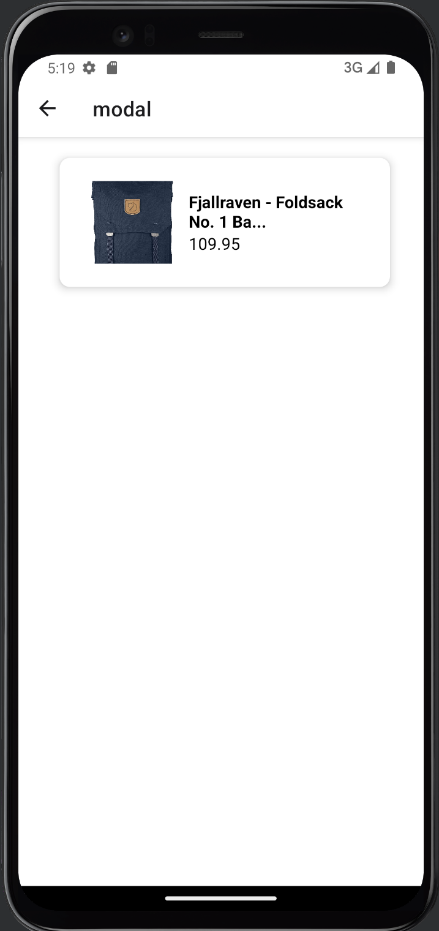 5:19
3G
modal
Fjallraven - Foldsack
No. 1 Ba...
109.95